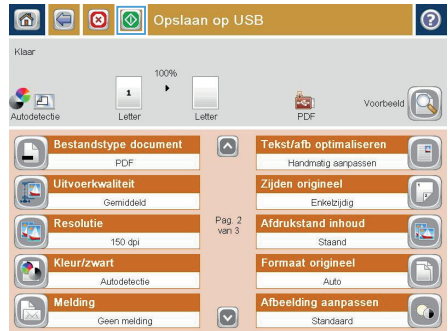 Opslaan op USB
Klaar
100%
1
Autodetectie
Letter
Letter
PDF
Voorbeeld
Bestandstype document
PDF
Tekst/afb optimaliseren
Handmatig aanpassen
Uitvoerkwaliteit
Gemiddeld
Zijden origineel
Enkelzijdig
Resolutie
150 dpi
Pag. 2
van 3
Afdrukstand inhoud
Staand
Kleur/zwart
Autodetectie
Formaat origineel
Auto
Melding
Geen melding
Afbeelding aanpassen
Standaard